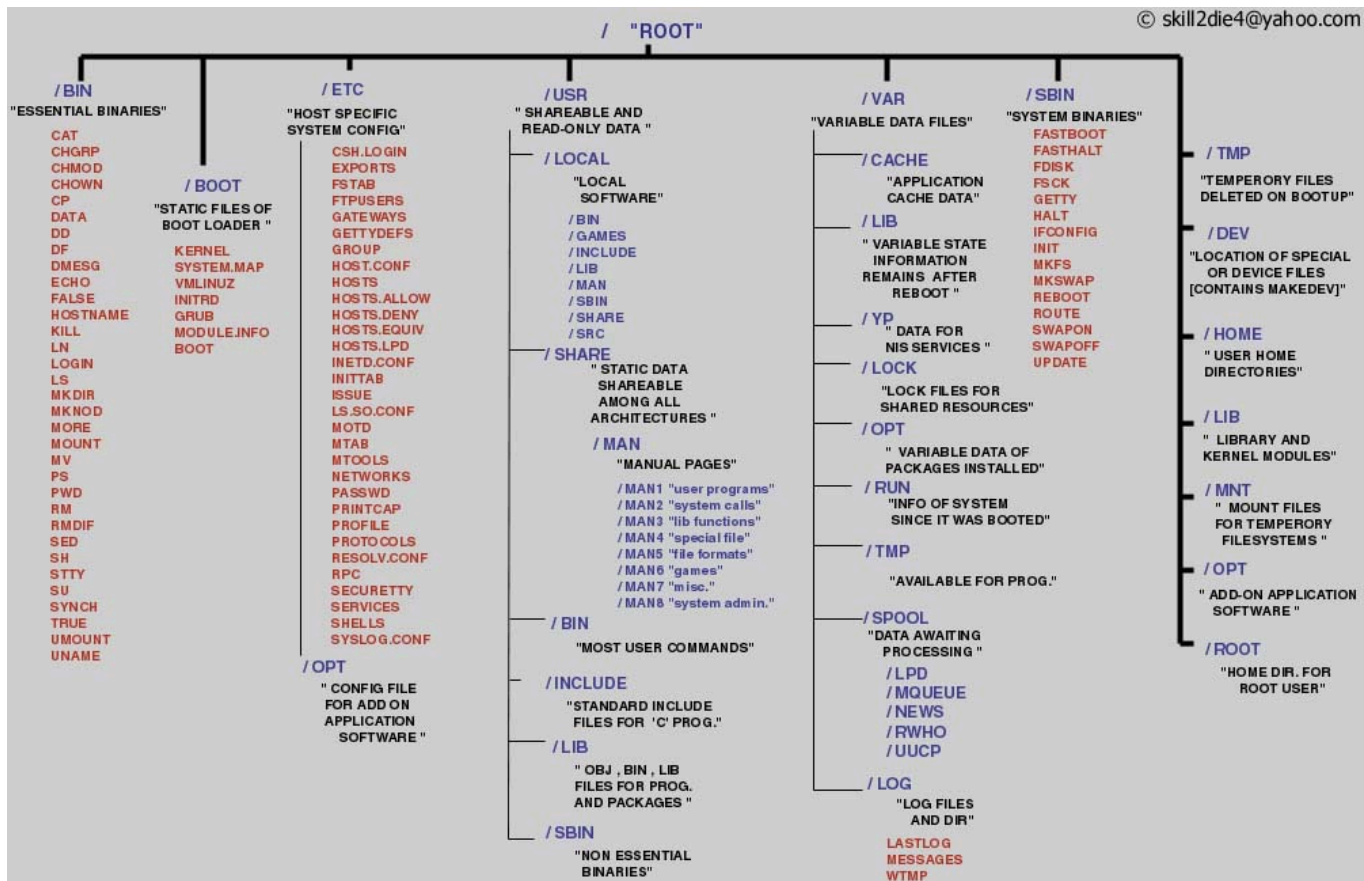 © skill2die4@yahoo.com
/ "ROOT"
/BIN
"ESSENTIAL BINARIES"
CAT
CHGRP
CHMOD
CHOWN
CP
DATA
DD
DF
DMESG
ECHO
FALSE
HOSTNAME
KILL
LN
LOGIN
LS
MKDIR
MKNOD
MORE
MOUNT
MV
PS
PWD
RM
RMDIF
SED
SH
STTY
SU
SYNCH
TRUE
UMOUNT
UNAME
/BOOT
"STATIC FILES OF
BOOT LOADER "
KERNEL
SYSTEM.MAP
VMLINUZ
INITRD
GRUB
MODULE.INFO
BOOT
/ ETC
"HOST SPECIFIC
SYSTEM CONFIG"
CSH.LOGIN
EXPORTS
FSTAB
FTPUSERS
GATEWAYS
GETTYDEFS
GROUP
HOST.CONF
HOSTS
HOSTS.ALLOW
HOSTS.DENY
HOSTS.EQUIV
HOSTS.LPD
INETD.CONF
INITTAB
ISSUE
LS.SO.CONF
MOTD
MTAB
MTOOLS
NETWORKS
PASSWD
PRINTCAP
PROFILE
PROTOCOLS
RESOLV.CONF
RPC
SECURETTY
SERVICES
SHELLS
SYSLOG.CONF
/OPT
" CONFIG FILE
FOR ADD ON
APPLICATION
SOFTWARE "
/USR
" SHAREABLE AND
READ-ONLY DATA "
/LOCAL
"LOCAL
SOFTWARE"
/BIN
/GAMES
/INCLUDE
/LIB
/MAN
/SBIN
/SHARE
/SRC
/SHARE
" STATIC DATA
SHAREABLE
AMONG ALL
ARCHITECTURES "
/MAN
"MANUAL PAGES"
/MAN1 "user programs"
/MAN2 "system calls"
/MAN3 "lib functions"
/MAN4 "special file"
/MAN5 "file formats"
/MAN6 "games"
/MAN7 "misc."
/MAN8 "system admin."
/BIN
"MOST USER COMMANDS"
/INCLUDE
"STANDARD INCLUDE
FILES FOR 'C' PROG."
/LIB
" OBJ , BIN , LIB
FILES FOR PROG.
AND PACKAGES "
/SBIN
"NON ESSENTIAL
BINARIES"
/VAR
"VARIABLE DATA FILES"
/CACHE
"APPLICATION
CACHE DATA"
/LIB
" VARIABLE STATE
INFORMATION
REMAINS AFTER
REBOOT "
/YP
" DATA FOR
NIS SERVICES "
/LOCK
"LOCK FILES FOR
SHARED RESOURCES"
/OPT
" VARIABLE DATA OF
PACKAGES INSTALLED"
/RUN
"INFO OF SYSTEM
SINCE IT WAS BOOTED"
/TMP
"AVAILABLE FOR PROG."
/SPOOL
"DATA AWAITING
PROCESSING "
/LPD
/MQUEUE
/NEWS
/RWHO
/UUCP
/LOG
"LOG FILES
AND DIR"
LASTLOG
MESSAGES
WTMP
/SBIN
"SYSTEM BINARIES"
FASTBOOT
FASTHALT
FDISK
FSCK
GETTY
HALT
IFCONFIG
INIT
MKFS
MKSWAP
REBOOT
ROUTE
SWAPON
SWAPOFF
UPDATE
/TMP
"TEMPERORY FILES
DELETED ON BOOTUP"
/DEV
"LOCATION OF SPECIAL
OR DEVICE FILES
[CONTAINS MAKEDEV]"
/HOME
" USER HOME
DIRECTORIES"
/LIB
" LIBRARY AND
KERNEL MODULES"
/MNT
" MOUNT FILES
FOR TEMPERORY
FILESYSTEMS "
/OPT
" ADD-ON APPLICATION
SOFTWARE "
/ROOT
"HOME DIR. FOR
ROOT USER"